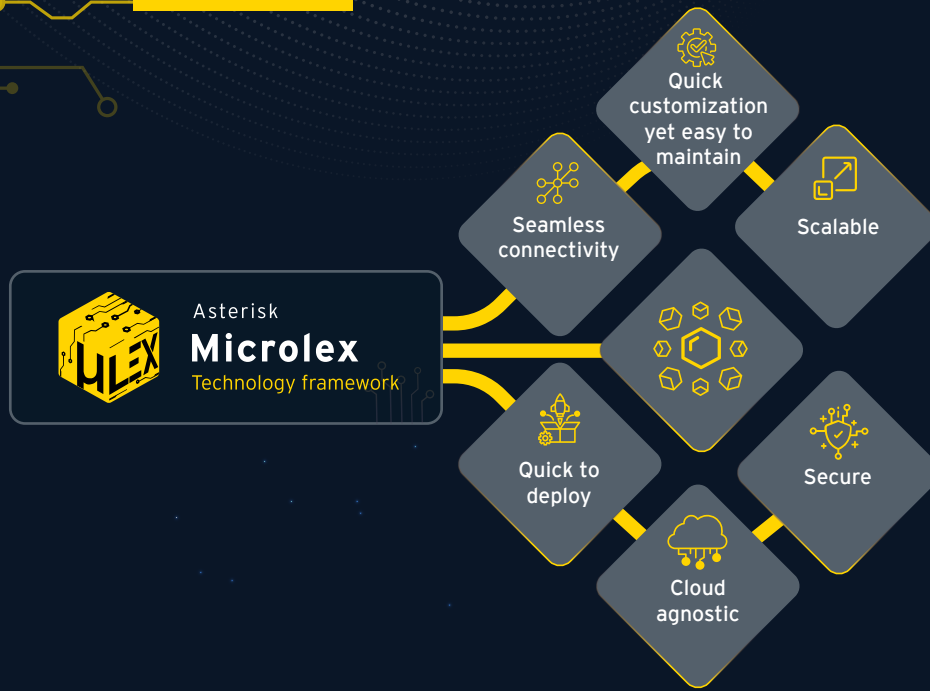 Quick
customization
yet easy to
maintain
Seamless
connectivity
Scalable
Asterisk
Microlex
Technology framework
µLEX
Quick to
deploy
Secure
Cloud
agnostic